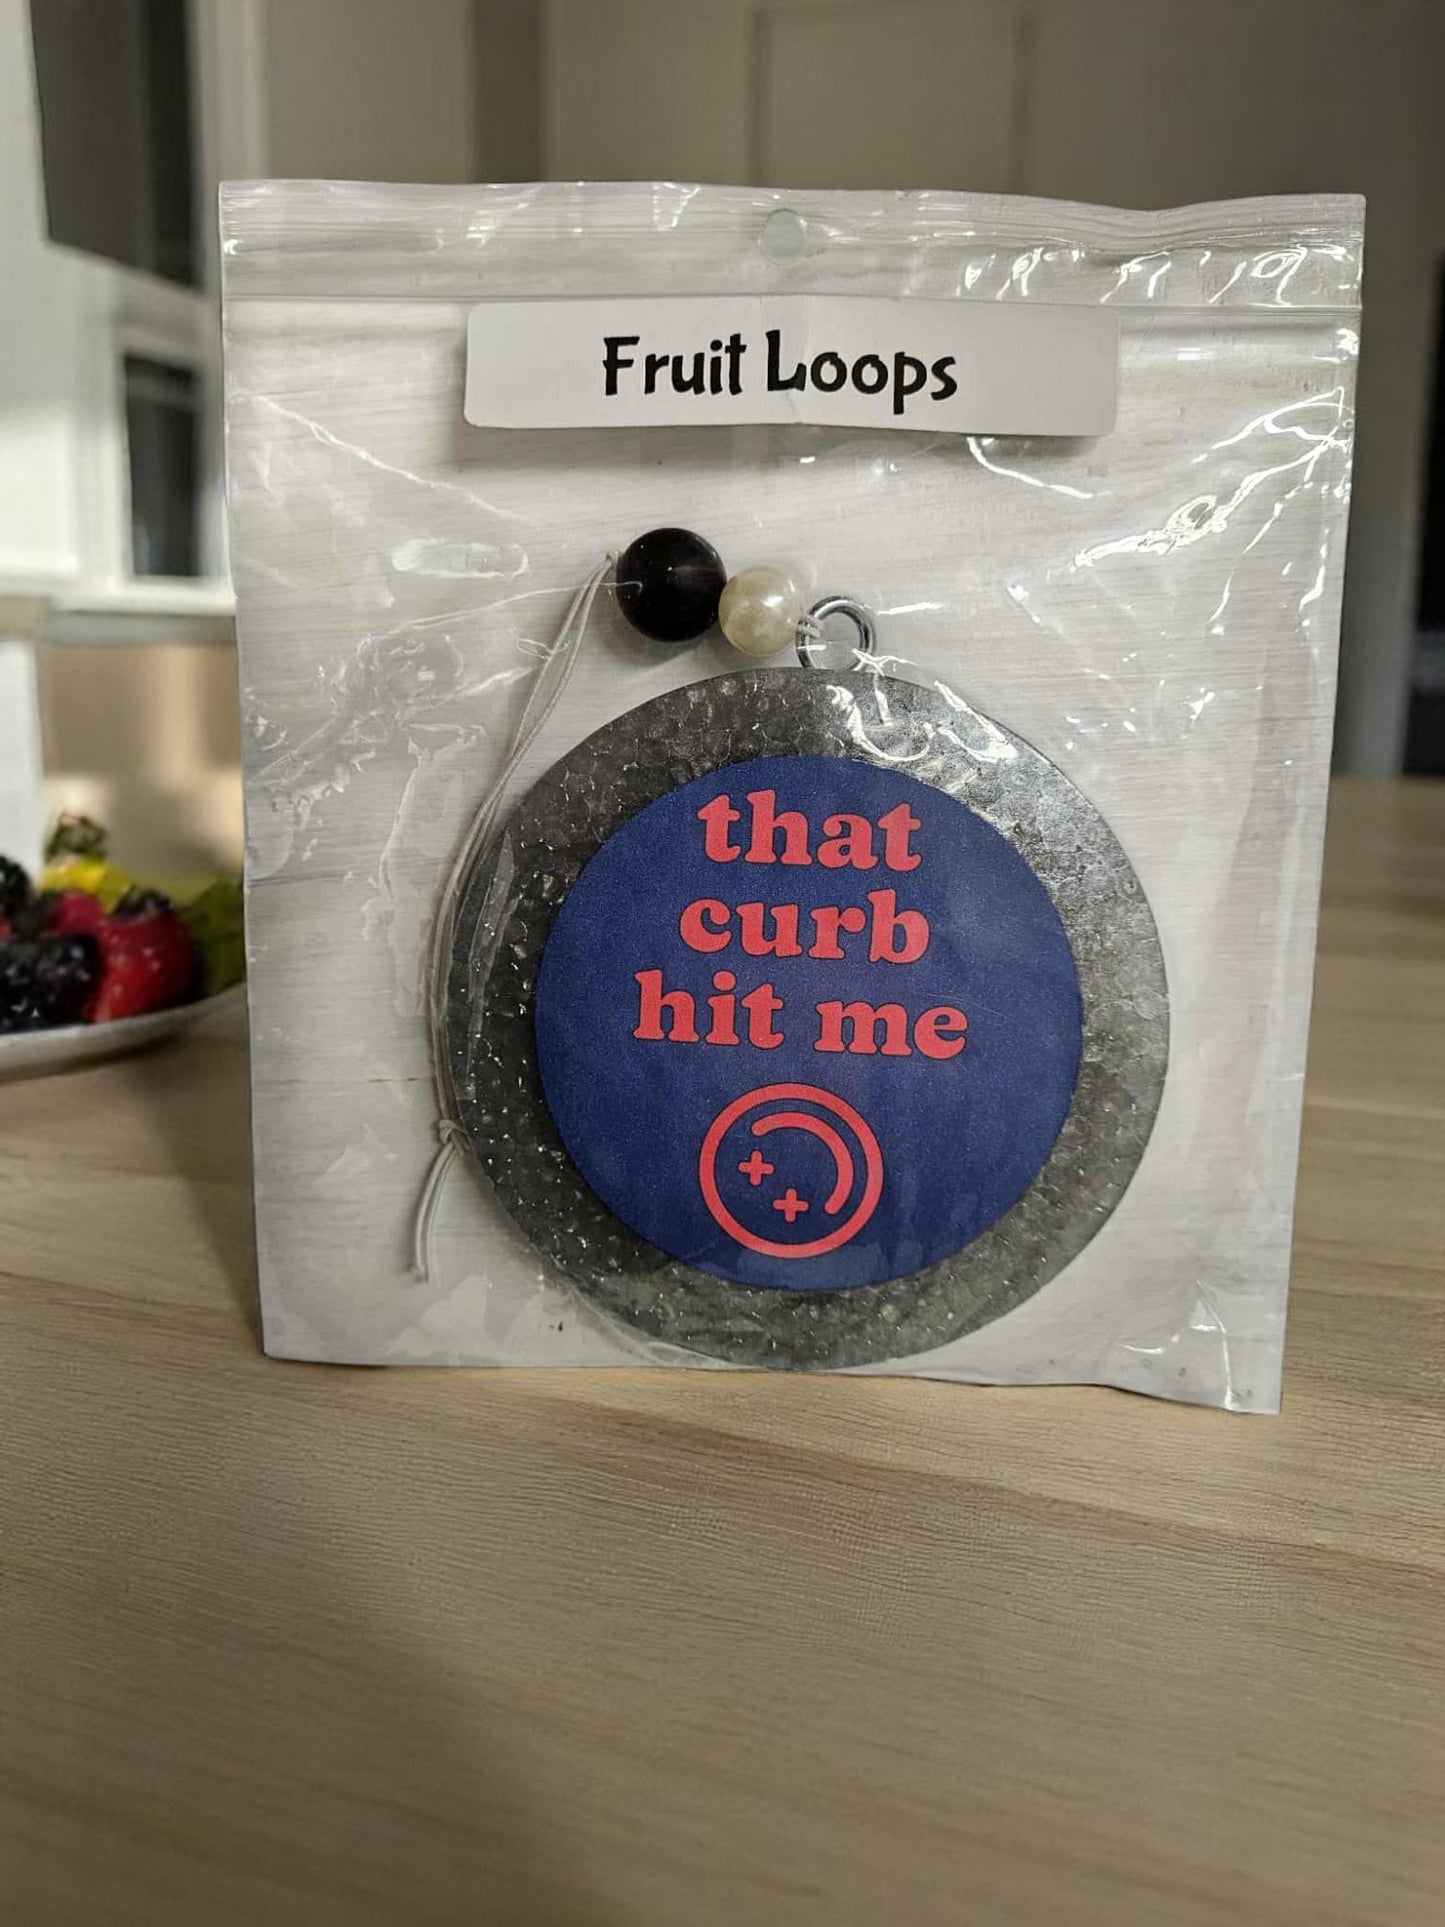 Fruit Loops
that
curb
hit me